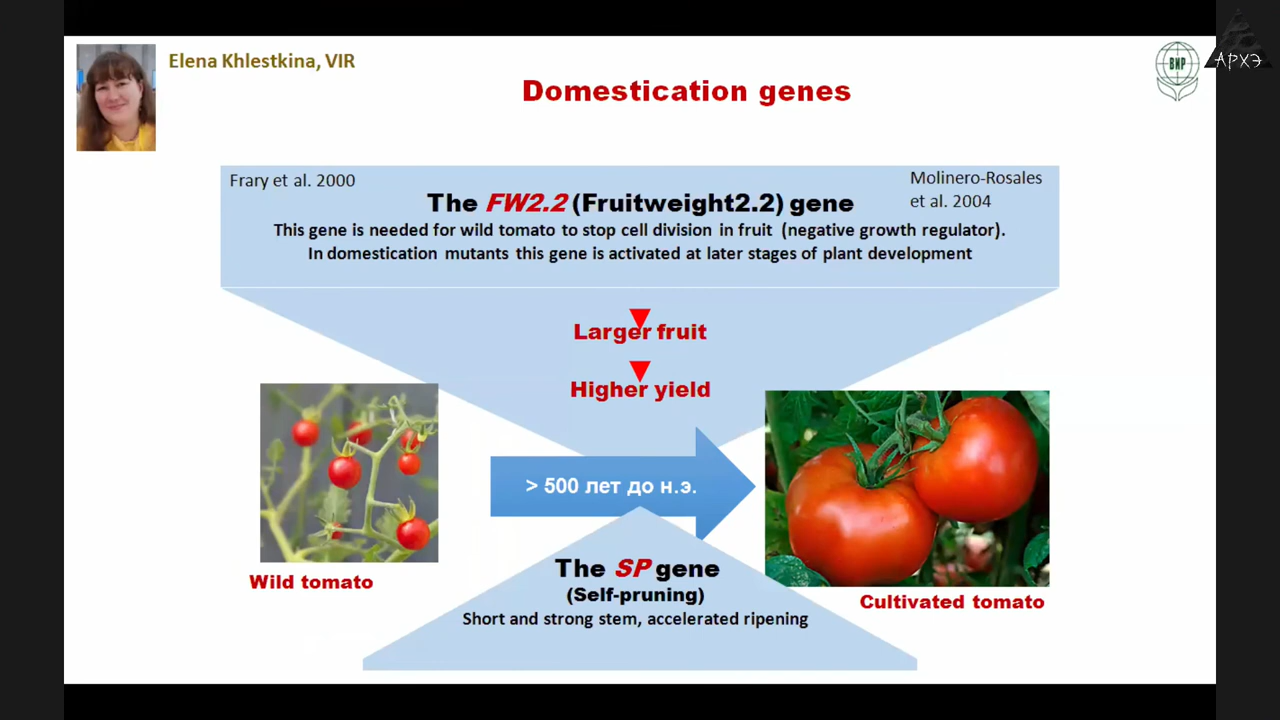 Elena Khlestkina, VIR
ВИР
АРХЭ
Domestication genes
Frary et al. 2000
Molinero-Rosales
et al. 2004
The FW2.2 (Fruitweight2.2) gene
This gene is needed for wild tomato to stop cell division in fruit (negative growth regulator).
In domestication mutants this gene is activated at later stages of plant development
Larger fruit
Higher yield
> 500 лет до н.э.
The SP gene
(Self-pruning)
Short and strong stem, accelerated ripening
Wild tomato
Cultivated tomato